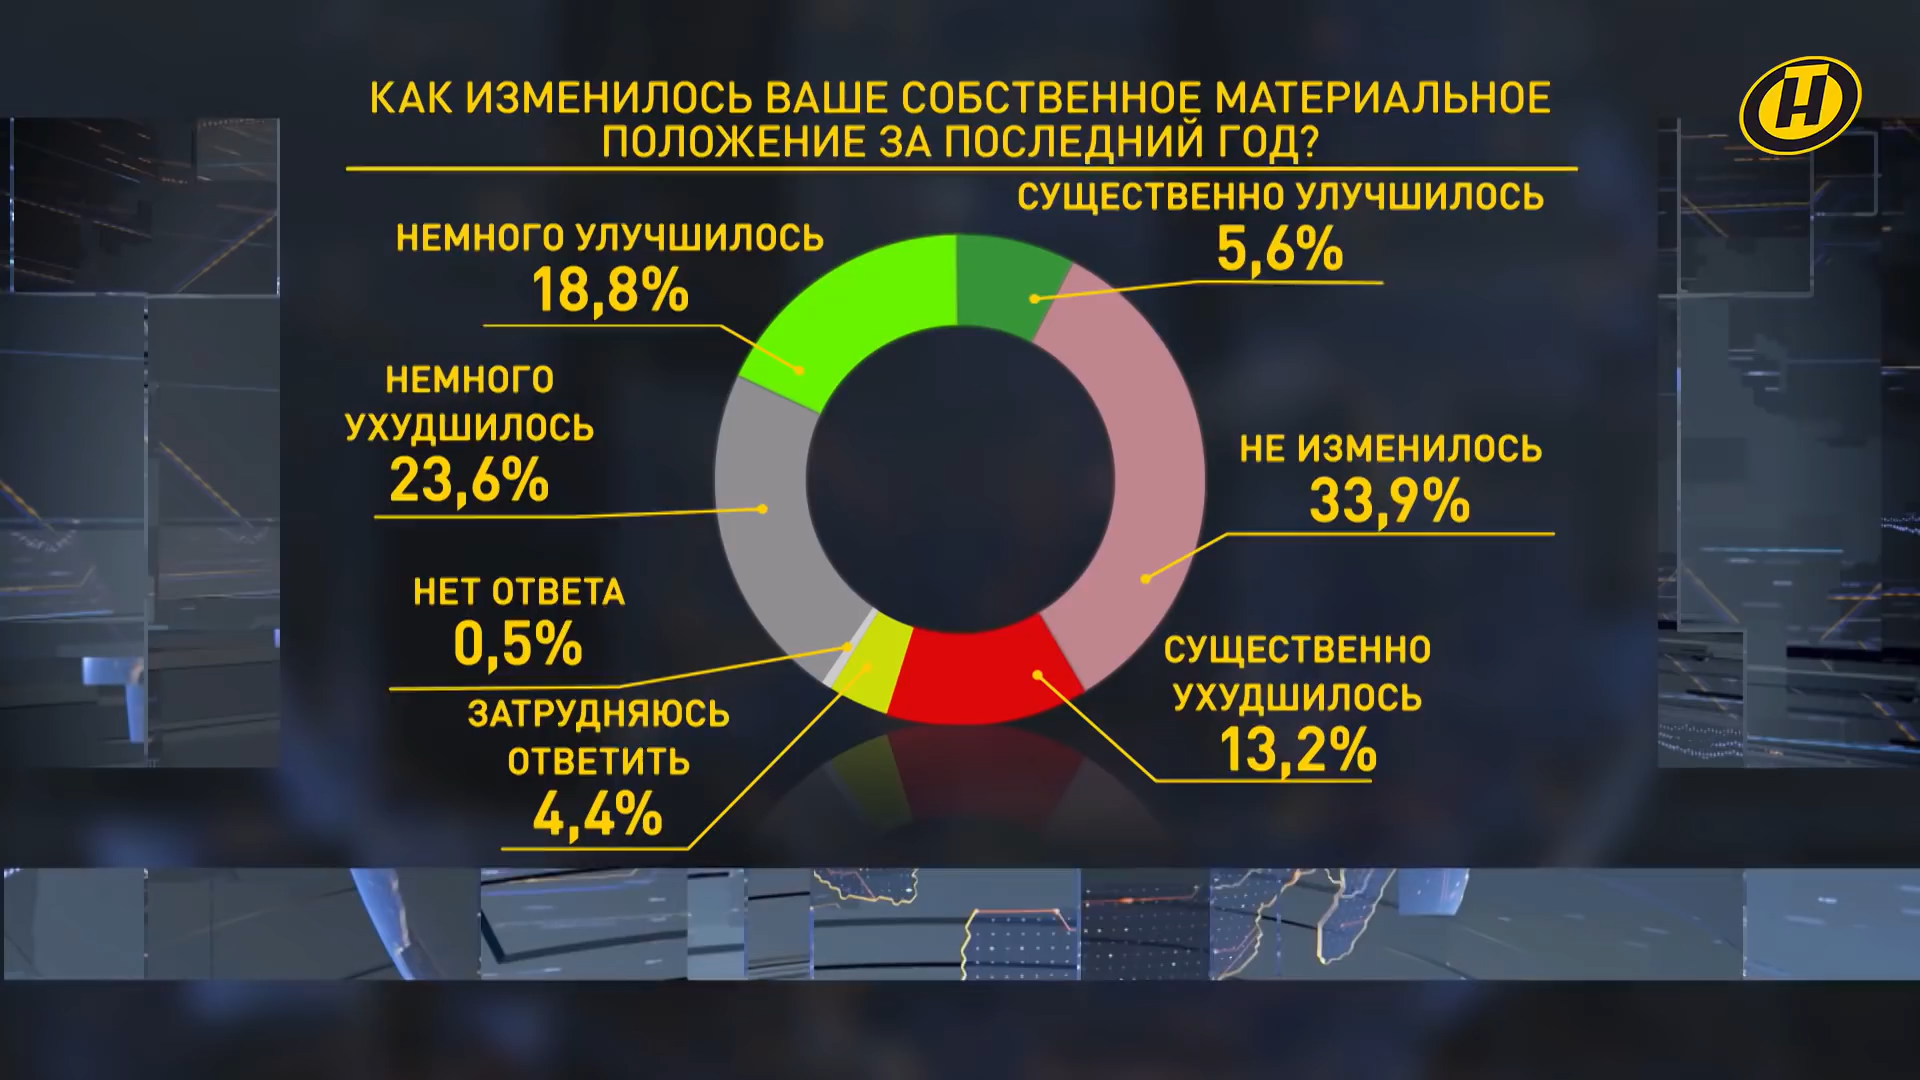 КАК ИЗМЕНИЛОСЬ ВАШЕ СОБСТВЕННОЕ МАТЕРИАЛЬНОЕ
ПОЛОЖЕНИЕ ЗА ПОСЛЕДНИЙ ГОД?
СУЩЕСТВЕННО УЛУЧШИЛОСЬ
5,6%
НЕМНОГО УЛУЧШИЛОСЬ
18,8%
НЕМНОГО
УХУДШИЛОСЬ
23,6%
НЕ ИЗМЕНИЛОСЬ
33,9%
НЕТ ОТВЕТА
0,5%
СУЩЕСТВЕННО
УХУДШИЛОСЬ
13,2%
ЗАТРУДНЯЮСЬ
ОТВЕТИТЬ
4,4%
Н